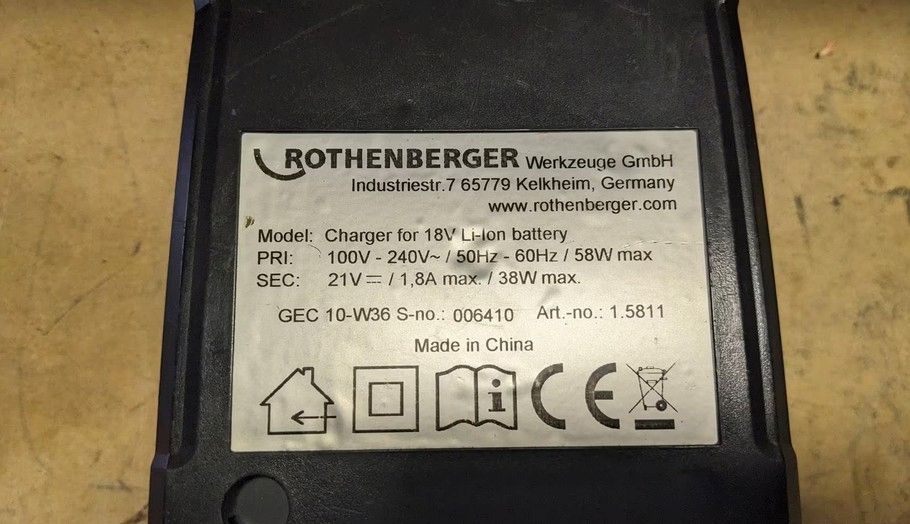 ROTHENBERGER Werkzeuge GmbH
Industriestr.7 65779 Kelkheim, Germany
www.rothenberger.com
Model: Charger for 18V Li-Ion battery
PRI: 100V - 240V~ / 50Hz - 60Hz / 58W max
SEC: 21V⎓ / 1,8A max. / 38W max.
GEC 10-W36 S-no.: 006410 Art.-no.: 1.5811
Made in China
i CE